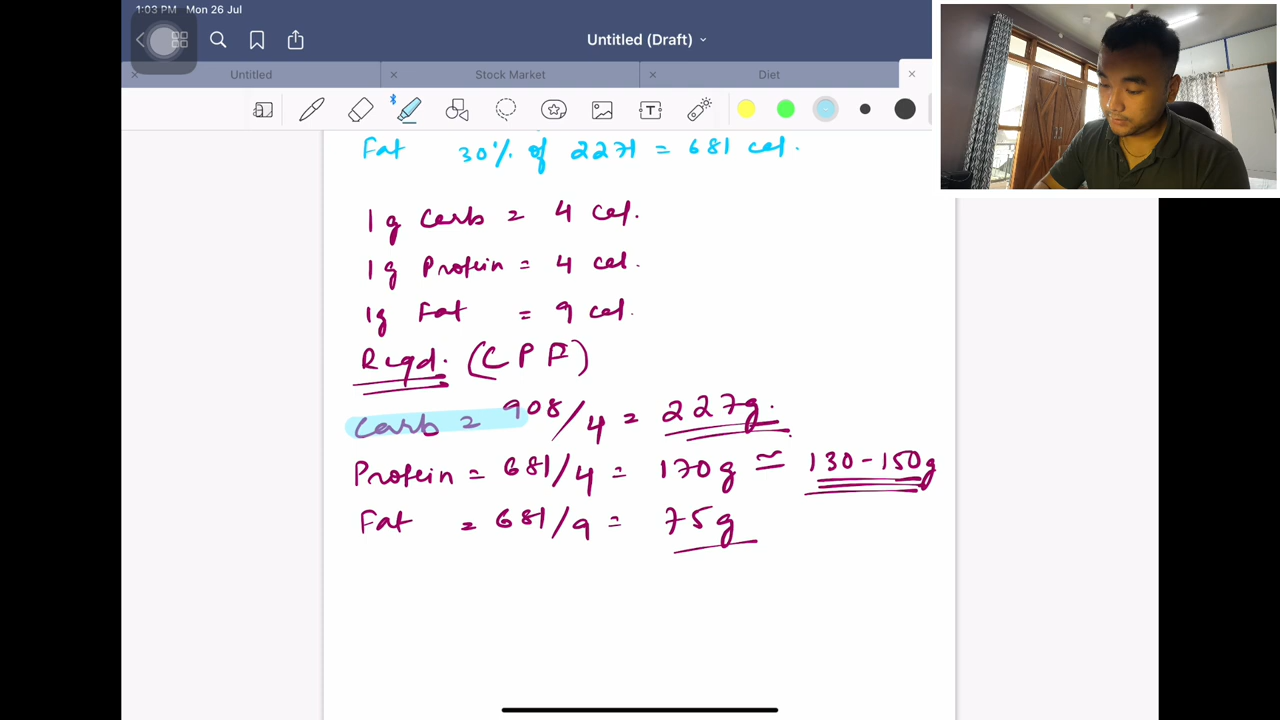 1:03 PM Mon 26 Jul
Untitled (Draft)
Untitled
Stock Market
Diet
Fat 30% of 2271 = 681 cal.
1g Carb = 4 cal.
1g Protein = 4 cal.
1g Fat = 9 cal.
Reqd. (C P F)
Carb = 908/4 = 227g.
Protein = 681/4 = 170g ≃ 130-150g
Fat = 681/9 = 75g